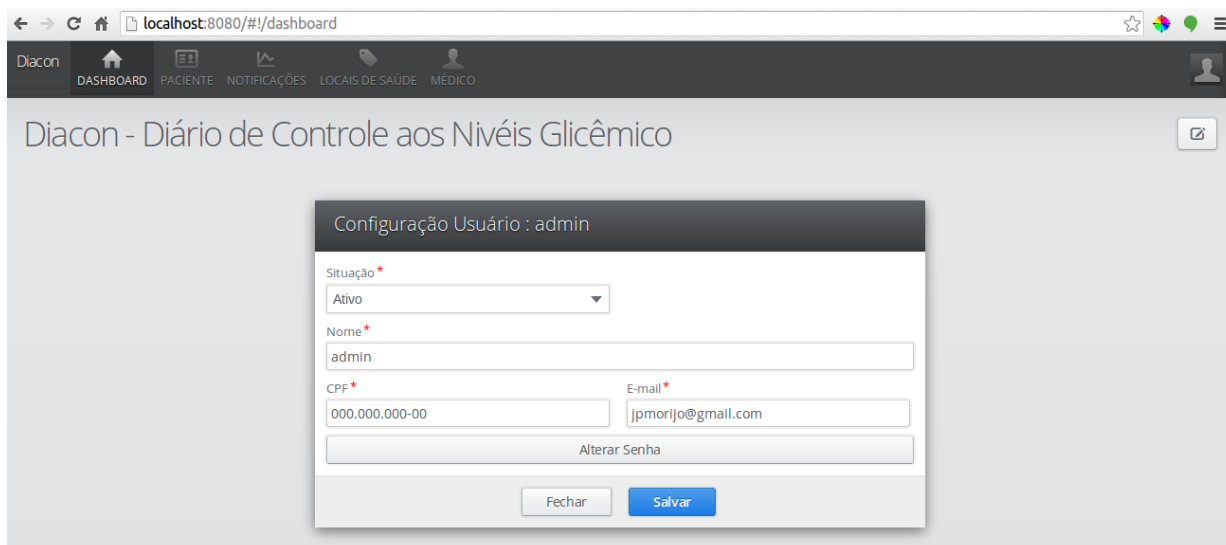 localhost:8080/#!/dashboard
Diacon
DASHBOARD PACIENTE NOTIFICAÇÕES LOCAIS DE SAÚDE MÉDICO
Diacon - Diário de Controle aos Nivéis Glicêmico
Configuração Usuário : admin
Situação *
Ativo
Nome *
admin
CPF * E-mail *
000.000.000-00 jpmorijo@gmail.com
Alterar Senha
Fechar Salvar